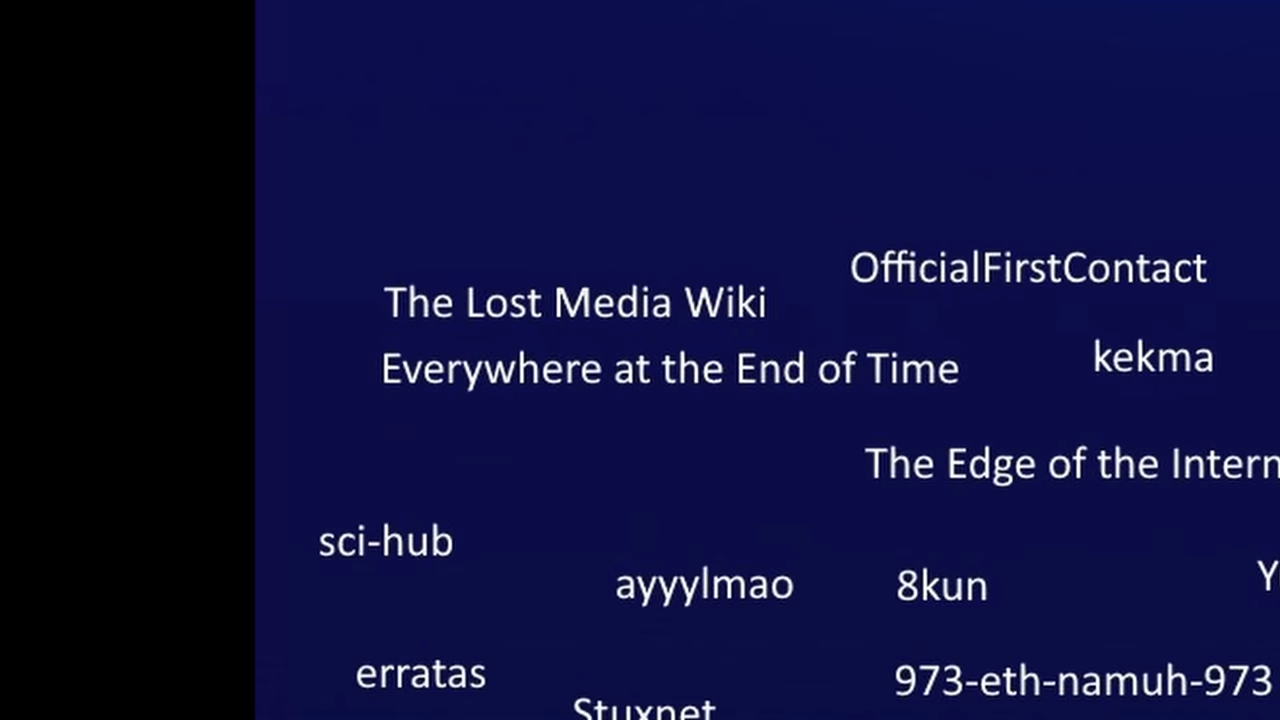 OfficialFirstContact
The Lost Media Wiki
kekma
Everywhere at the End of Time
The Edge of the Intern
sci-hub
ayyylmao
8kun
Y
erratas
973-eth-namuh-973
Stuxnet